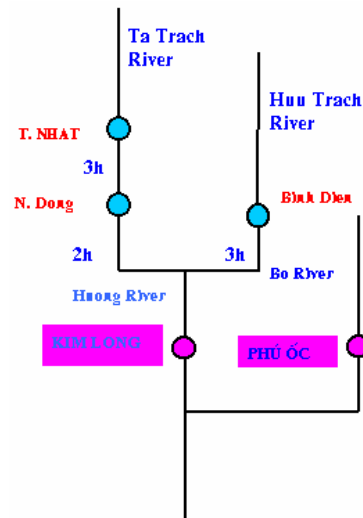 Ta Trach
River
Huu Trach
River
T. NHAT
3h
Binh Dien
N. Dong
2h
3h
Bo River
Huong River
KIM LONG
PHÚ ỐC